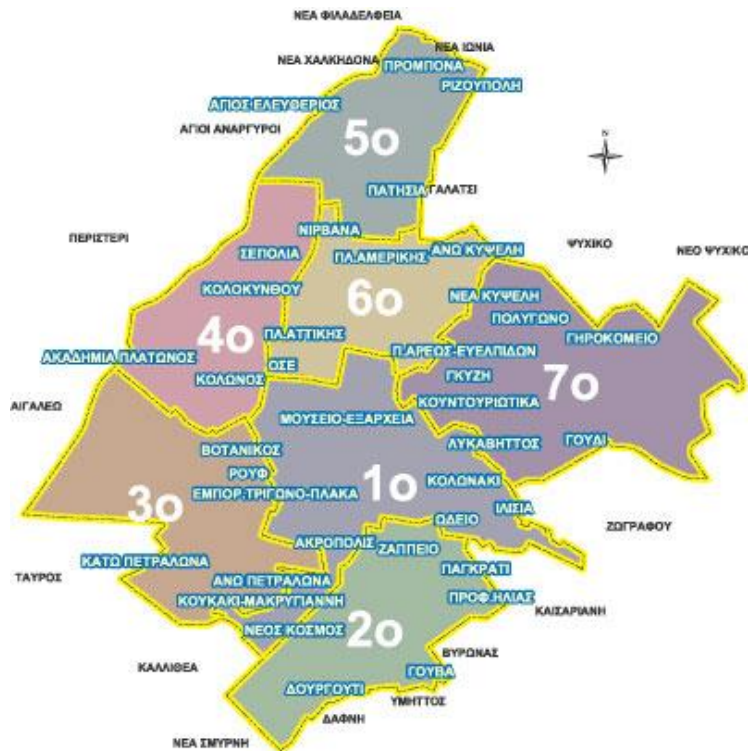 ΝΕΑ ΦΙΛΑΔΕΛΦΕΙΑ
ΝΕΑ ΙΩΝΙΑ
ΝΕΑ ΧΑΛΚΗΔΟΝΑ
ΠΡΟΜΠΟΝΑ
ΡΙΖΟΥΠΟΛΗ
ΑΓΙΟΣ ΕΛΕΥΘΕΡΙΟΣ
ΑΓΙΟΙ ΑΝΑΡΓΥΡΟΙ
5ο
N
ΠΑΤΗΣΙΑ
ΓΑΛΑΤΣΙ
ΝΙΡΒΑΝΑ
ΠΕΡΙΣΤΕΡΙ
ΣΕΠΟΛΙΑ
ΠΛ.ΑΜΕΡΙΚΗΣ
ΑΝΩ ΚΥΨΕΛΗ
ΨΥΧΙΚΟ
ΝΕΟ ΨΥΧΙΚΟ
ΚΟΛΟΚΥΝΘΟΥ
6ο
ΝΕΑ ΚΥΨΕΛΗ
ΠΟΛΥΓΩΝΟ
4ο
ΠΛ.ΑΤΤΙΚΗΣ
ΓΗΡΟΚΟΜΕΙΟ
ΑΚΑΔΗΜΙΑ ΠΛΑΤΩΝΟΣ
ΟΣΕ
Π.ΑΡΕΩΣ-ΕΥΕΛΠΙΔΩΝ
ΚΟΛΩΝΟΣ
ΓΚΥΖΗ
7ο
ΑΙΓΑΛΕΩ
ΚΟΥΝΤΟΥΡΙΩΤΙΚΑ
ΜΟΥΣΕΙΟ-ΕΞΑΡΧΕΙΑ
ΒΟΤΑΝΙΚΟΣ
ΛΥΚΑΒΗΤΤΟΣ
ΓΟΥΔΙ
ΡΟΥΦ
1ο
ΚΟΛΩΝΑΚΙ
ΕΜΠΟΡ.ΤΡΙΓΩΝΟ-ΠΛΑΚΑ
3ο
ΙΛΙΣΙΑ
ΩΔΕΙΟ
ΖΩΓΡΑΦΟΥ
ΑΚΡΟΠΟΛΙΣ
ΖΑΠΠΕΙΟ
ΚΑΤΩ ΠΕΤΡΑΛΩΝΑ
ΠΑΓΚΡΑΤΙ
ΤΑΥΡΟΣ
ΑΝΩ ΠΕΤΡΑΛΩΝΑ
ΚΟΥΚΑΚΙ-ΜΑΚΡΥΓΙΑΝΝΗ
ΠΡΟΦ.ΗΛΙΑΣ
ΚΑΙΣΑΡΙΑΝΗ
ΝΕΟΣ ΚΟΣΜΟΣ
2ο
ΒΥΡΩΝΑΣ
ΚΑΛΛΙΘΕΑ
ΓΟΥΒΑ
ΔΟΥΡΓΟΥΤΙ
ΥΜΗΤΤΟΣ
ΔΑΦΝΗ
ΝΕΑ ΣΜΥΡΝΗ